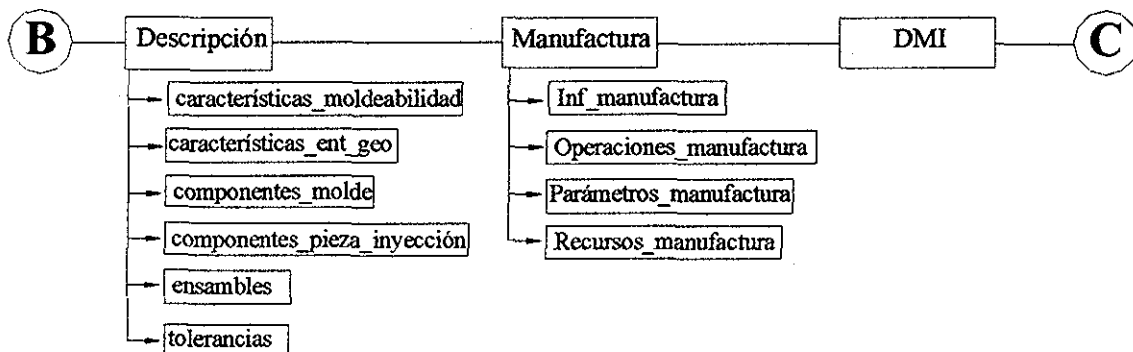 B
Descripción
Manufactura
DMI
C
características_moldeabilidad
características_ent_geo
componentes_molde
componentes_pieza_inyección
ensambles
tolerancias
Inf_manufactura
Operaciones_manufactura
Parámetros_manufactura
Recursos_manufactura